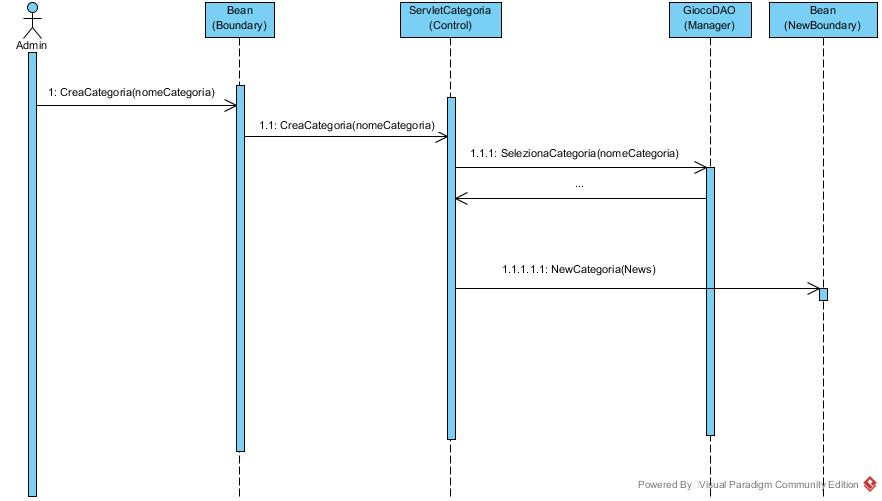 Admin
Bean
(Boundary)
ServletCategoria
(Control)
GiocoDAO
(Manager)
Bean
(NewBoundary)
1: CreaCategoria(nomeCategoria)
1.1: CreaCategoria(nomeCategoria)
1.1.1: SelezionaCategoria(nomeCategoria)
...
1.1.1.1.1: NewCategoria(News)
Powered By Visual Paradigm Community Edition